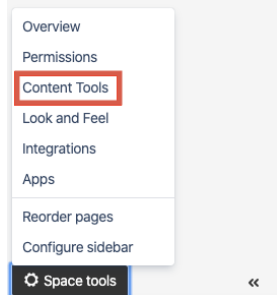 Overview
Permissions
Content Tools
Look and Feel
Integrations
Apps
Reorder pages
Configure sidebar
Space tools